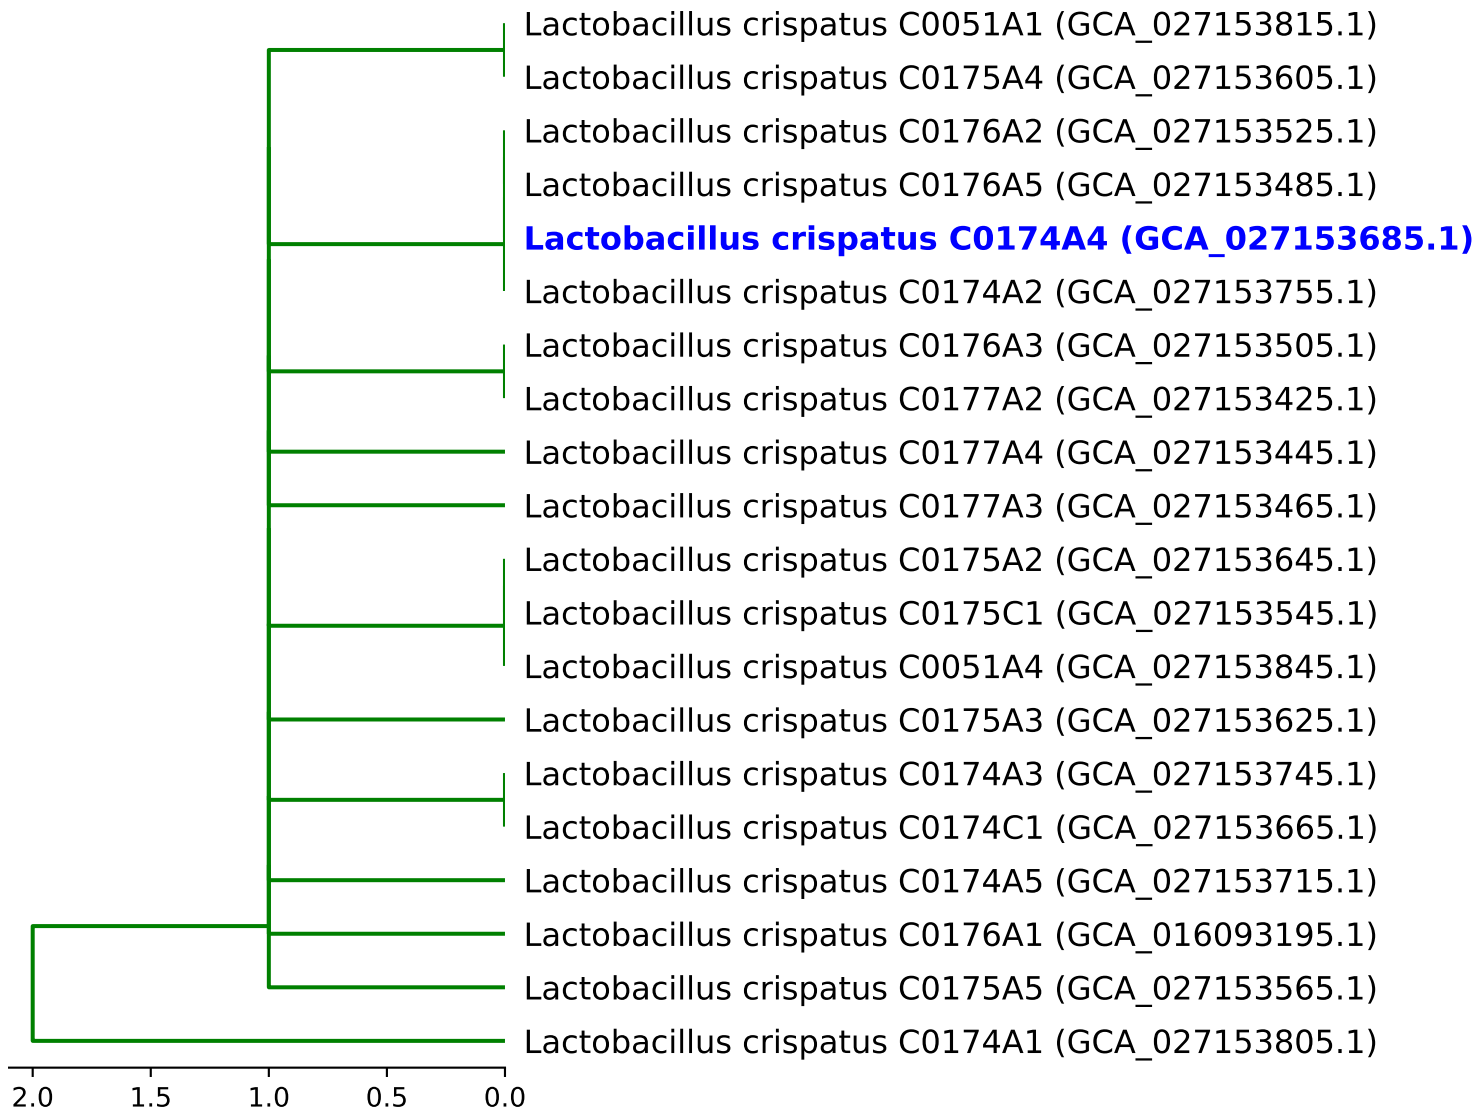 Lactobacillus crispatus C0051A1 (GCA_027153815.1)
Lactobacillus crispatus C0175A4 (GCA_027153605.1)
Lactobacillus crispatus C0176A2 (GCA_027153525.1)
Lactobacillus crispatus C0176A5 (GCA_027153485.1)
Lactobacillus crispatus C0174A4 (GCA_027153685.1)
Lactobacillus crispatus C0174A2 (GCA_027153755.1)
Lactobacillus crispatus C0176A3 (GCA_027153505.1)
Lactobacillus crispatus C0177A2 (GCA_027153425.1)
Lactobacillus crispatus C0177A4 (GCA_027153445.1)
Lactobacillus crispatus C0177A3 (GCA_027153465.1)
Lactobacillus crispatus C0175A2 (GCA_027153645.1)
Lactobacillus crispatus C0175C1 (GCA_027153545.1)
Lactobacillus crispatus C0051A4 (GCA_027153845.1)
Lactobacillus crispatus C0175A3 (GCA_027153625.1)
Lactobacillus crispatus C0174A3 (GCA_027153745.1)
Lactobacillus crispatus C0174C1 (GCA_027153665.1)
Lactobacillus crispatus C0174A5 (GCA_027153715.1)
Lactobacillus crispatus C0176A1 (GCA_016093195.1)
Lactobacillus crispatus C0175A5 (GCA_027153565.1)
Lactobacillus crispatus C0174A1 (GCA_027153805.1)
2.0 1.5 1.0 0.5 0.0